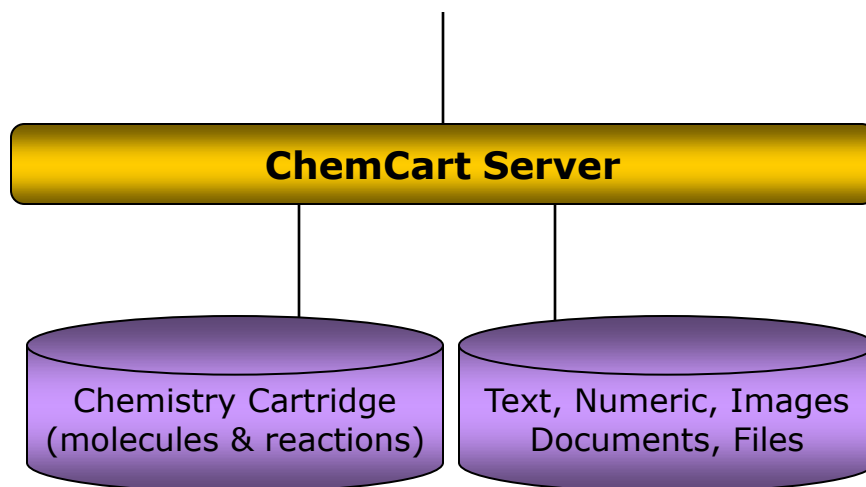 ChemCart Server
Chemistry Cartridge
(molecules & reactions)
Text, Numeric, Images
Documents, Files